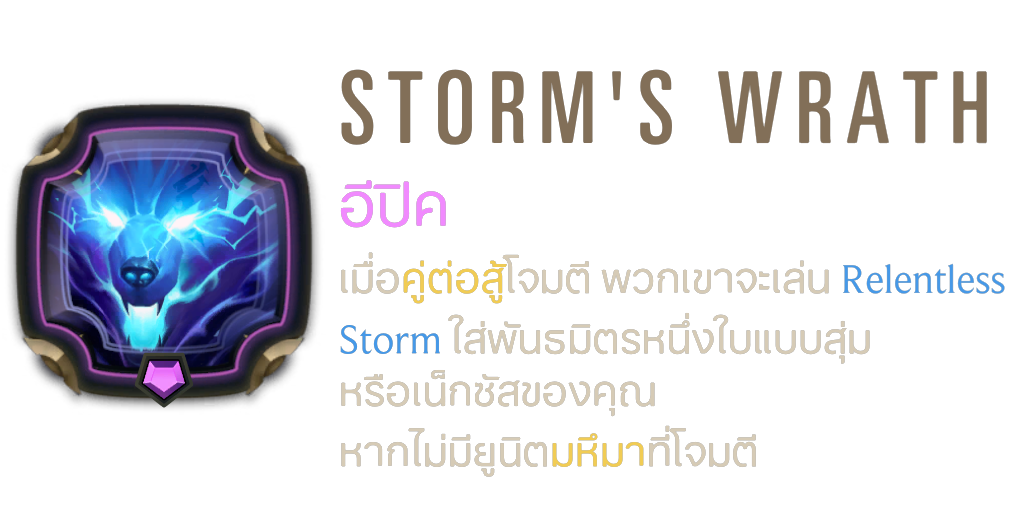 STORM'S WRATH
อีปิค
เมื่อคู่ต่อสู้โจมตี พวกเขาจะเล่น Relentless
Storm ใส่พันธมิตรหนึ่งใบแบบสุ่ม
หรือเน็กซัสของคุณ
หากไม่มียูนิตมหึมาที่โจมตี